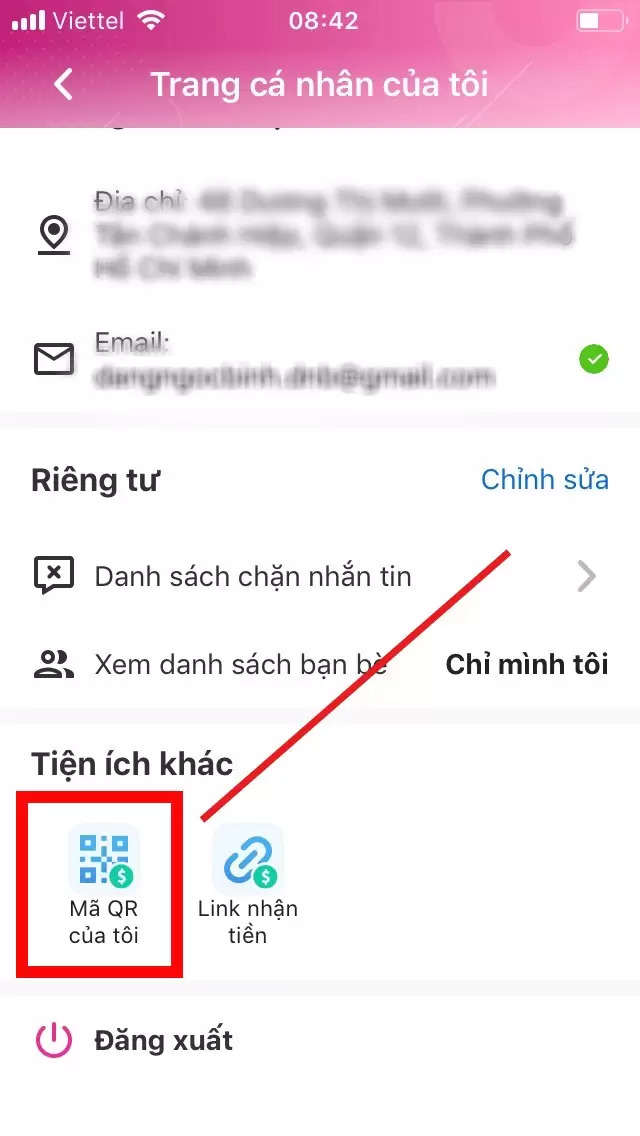 Viettel
08:42
Trang cá nhân của tôi
Địa chỉ:
Email:
Riêng tư
Chỉnh sửa
Danh sách chặn nhắn tin
Xem danh sách bạn bè
Chỉ mình tôi
Tiện ích khác
Mã QR
của tôi
Link nhận
tiền
Đăng xuất